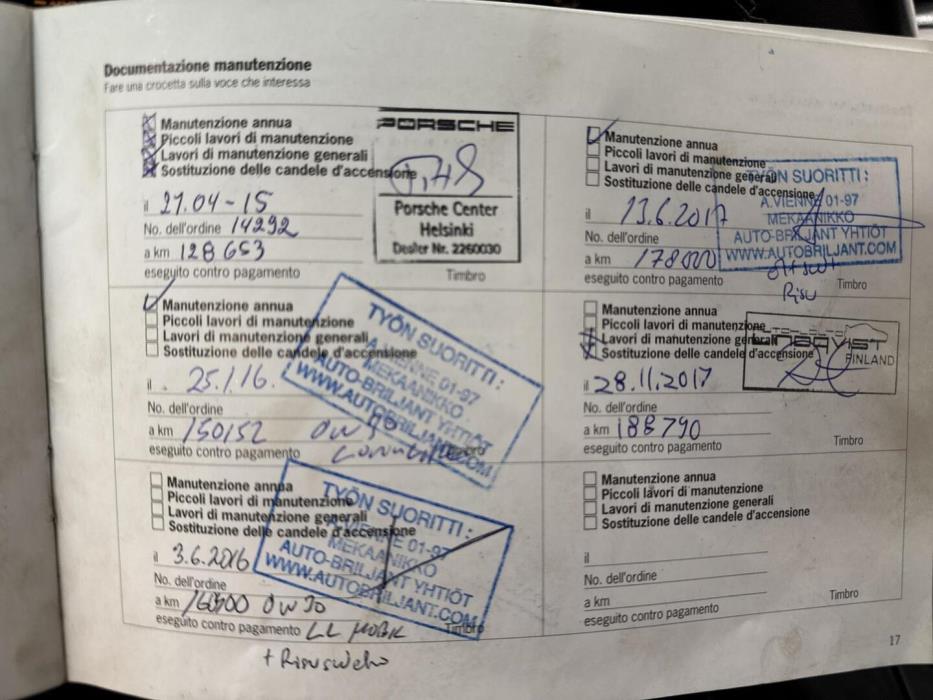 Documentazione manutenzione
Fare una crocetta sulla voce che interessa
Manutenzione annua
Piccoli lavori di manutenzione
Lavori di manutenzione generali
Sostituzione delle candele d'accensione
il 27.04-15
No. dell'ordine 14292
a km 128653
eseguito contro pagamento
Timbro
PORSCHE
Porsche Center
Helsinki
Dealer Nr. 2260030
Manutenzione annua
Piccoli lavori di manutenzione
Lavori di manutenzione generali
Sostituzione delle candele d'accensione
il 25.1.16.
No. dell'ordine
a km 150152 0W
eseguito contro pagamento
TYÖN SUORITTI:
A.VIENNE 01-97
MEKAANIKKO
AUTO-BRILJANT YHTIÖT
WWW.AUTOBRILJANT.COM
Manutenzione annua
Piccoli lavori di manutenzione
Lavori di manutenzione generali
Sostituzione delle candele d'accensione
il 3.6.2016
No. dell'ordine
a km 0W30
eseguito contro pagamento
Timbro
TYÖN SUORITTI:
A.VIENNE 01-97
MEKAANIKKO
AUTO-BRILJANT YHTIÖT
WWW.AUTOBRILJANT.COM
Manutenzione annua
Piccoli lavori di manutenzione
Lavori di manutenzione generali
Sostituzione delle candele d'accensione
il 13.6.2017
No. dell'ordine
a km 178000
eseguito contro pagamento
Timbro
TYÖN SUORITTI:
A.VIENNE 01-97
MEKAANIKKO
AUTO-BRILJANT YHTIÖT
WWW.AUTOBRILJANT.COM
Manutenzione annua
Piccoli lavori di manutenzione
Lavori di manutenzione generali
Sostituzione delle candele d'accensione
il 28.11.2017
No. dell'ordine
a km 188790
eseguito contro pagamento
Timbro
FINLAND
Manutenzione annua
Piccoli lavori di manutenzione
Lavori di manutenzione generali
Sostituzione delle candele d'accensione
il
No. dell'ordine
a km
eseguito contro pagamento
Timbro
17